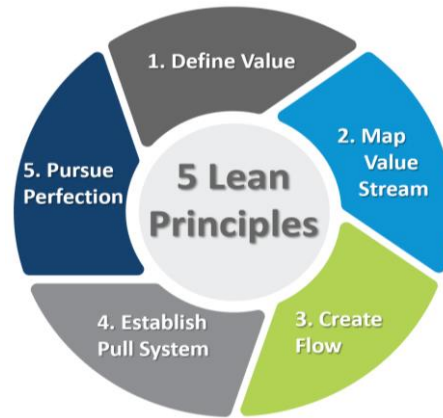 5 Lean
Principles
1. Define Value
2. Map
Value
Stream
3. Create
Flow
4. Establish
Pull System
5. Pursue
Perfection